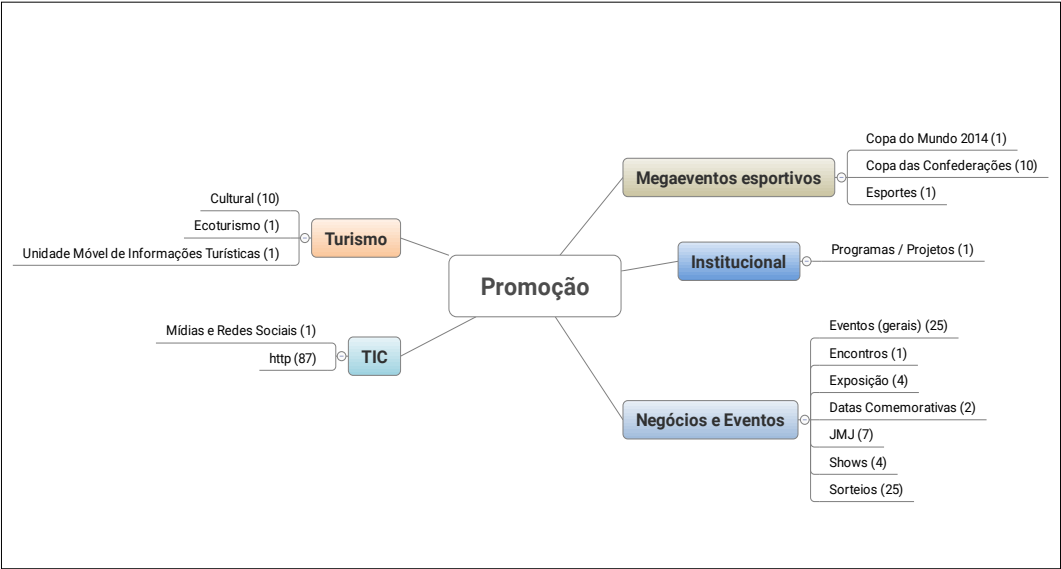 Promoção
Megaeventos esportivos
Copa do Mundo 2014 (1)
Copa das Confederações (10)
Esportes (1)
Institucional
Programas / Projetos (1)
Negócios e Eventos
Eventos (gerais) (25)
Encontros (1)
Exposição (4)
Datas Comemorativas (2)
JMJ (7)
Shows (4)
Sorteios (25)
Turismo
Cultural (10)
Ecoturismo (1)
Unidade Móvel de Informações Turísticas (1)
TIC
Mídias e Redes Sociais (1)
http (87)